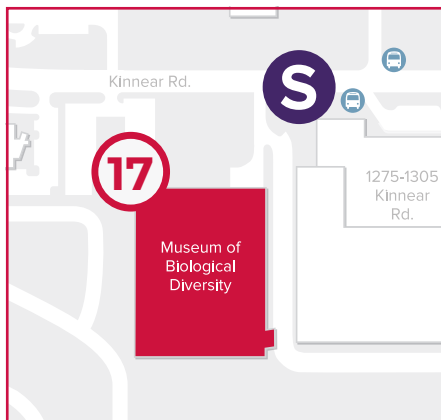 Kinnear Rd.
S
17
1275-1305
Kinnear
Rd.
Museum of
Biological
Diversity